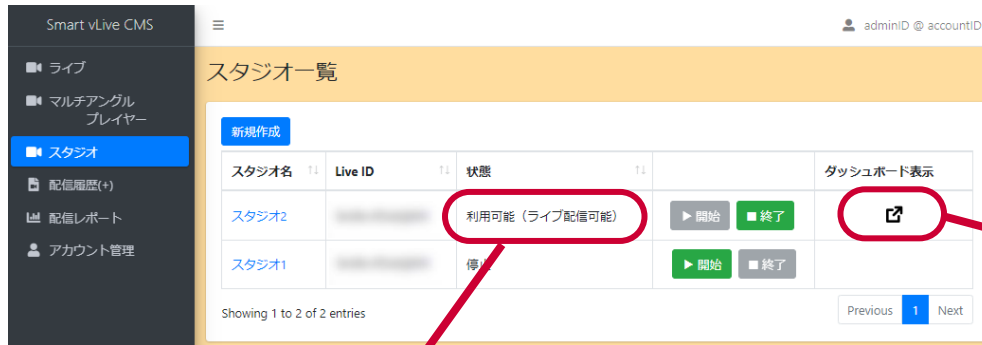 Smart vLive CMS
adminID @ accountID
ライブ
マルチアングル
プレイヤー
スタジオ
配信履歴(+)
配信レポート
アカウント管理
スタジオ一覧
新規作成
スタジオ名 Live ID 状態 ダッシュボード表示
スタジオ2 利用可能（ライブ配信可能） 開始 終了
スタジオ1 停止 開始 終了
Showing 1 to 2 of 2 entries
Previous 1 Next